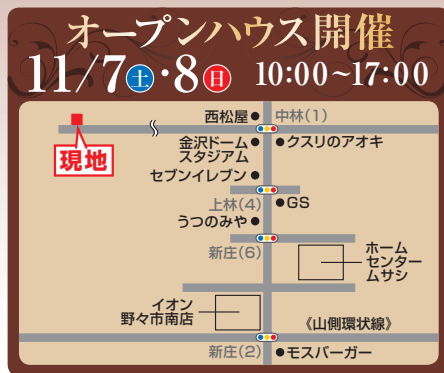 オープンハウス開催
11/7土・8日 10:00~17:00
西松屋
中林(1)
金沢ドーム
スタジアム
クスリのアオキ
現地
セブンイレブン
上林(4)
GS
うつのみや
新庄(6)
ホーム
センター
ムサシ
イオン
野々市南店
《山側環状線》
新庄(2)
モスバーガー